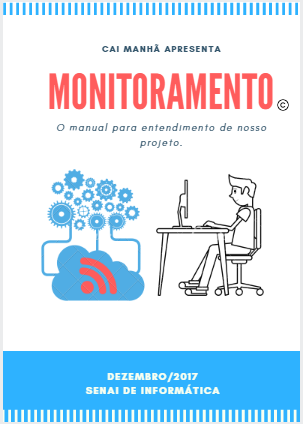 CAI MANHÃ APRESENTA
MONITORAMENTO©
O manual para entendimento de nosso
projeto.
DEZEMBRO/2017
SENAI DE INFORMÁTICA